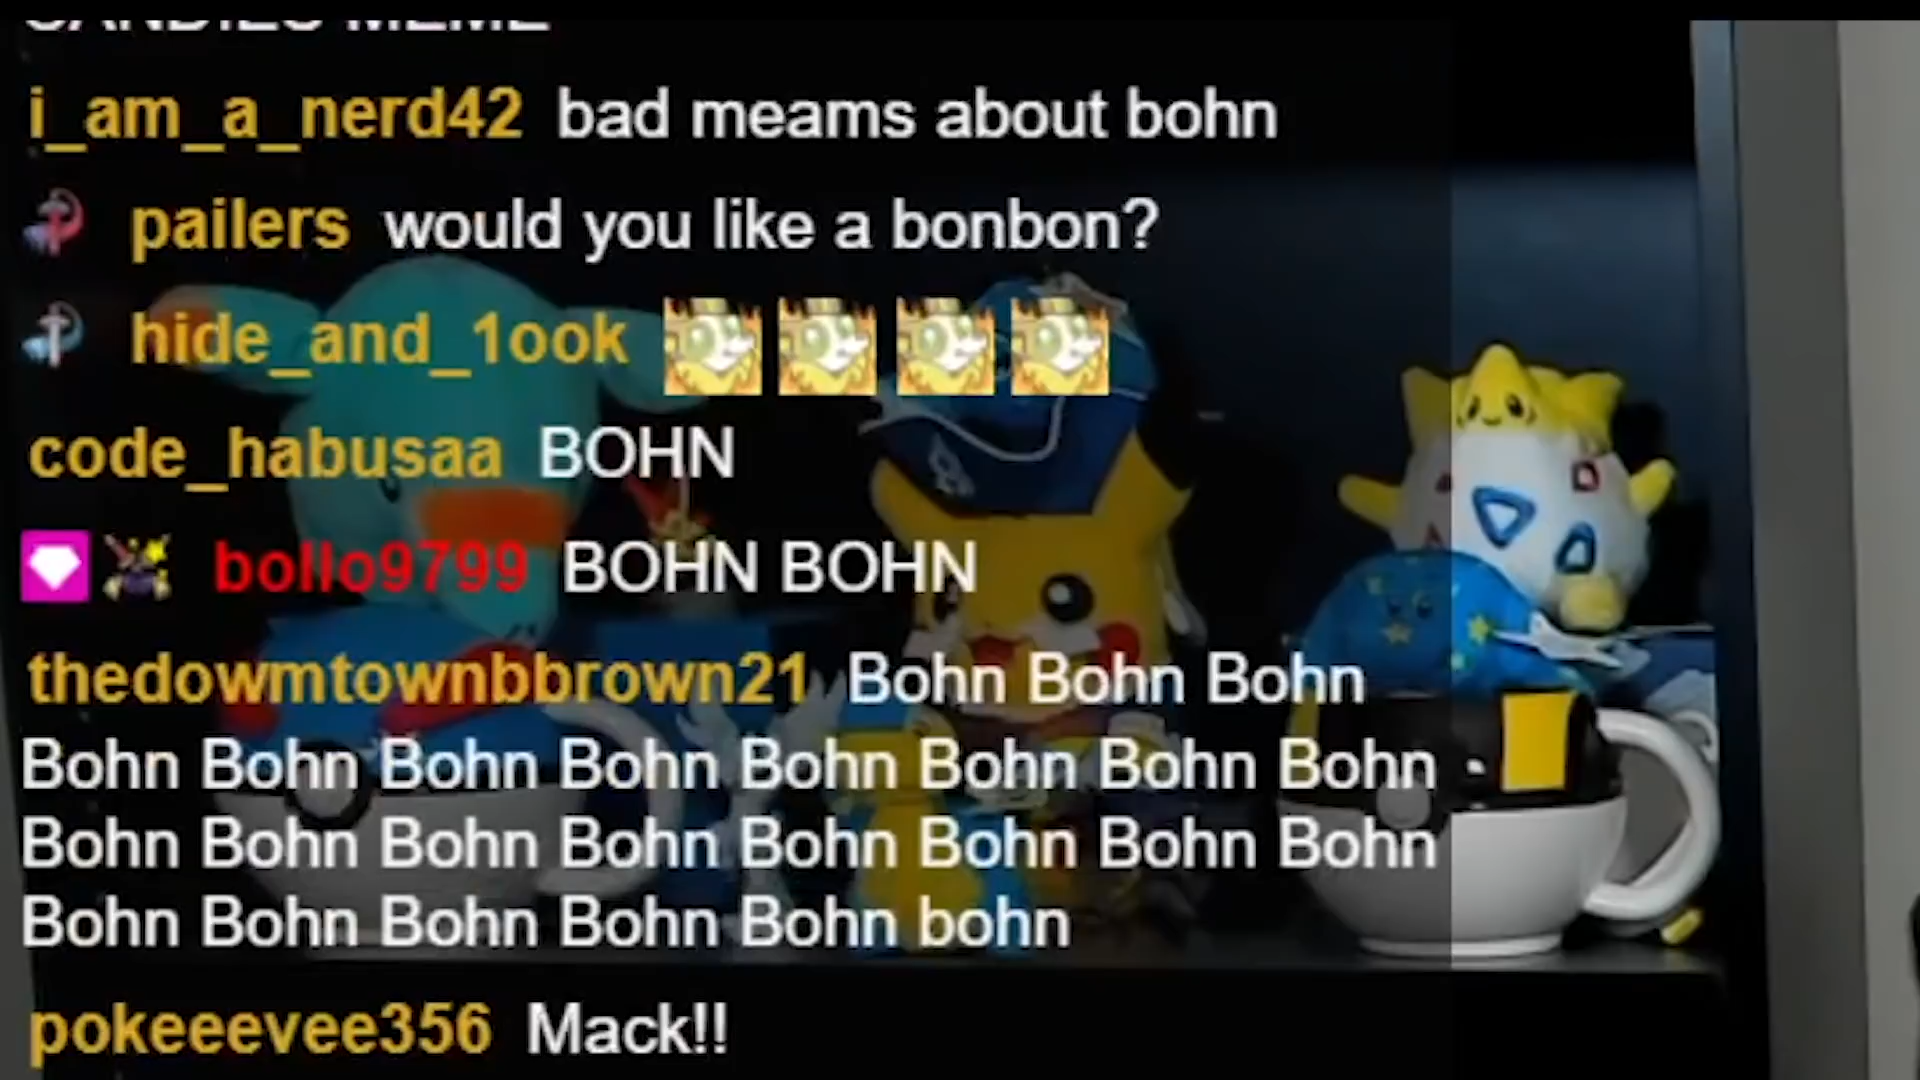 CANDIES MEME
i_am_a_nerd42 bad meams about bohn
pailers would you like a bonbon?
hide_and_1ook
code_habusaa BOHN
bollo9799 BOHN BOHN
thedowmtownbbrown21 Bohn Bohn Bohn
Bohn Bohn Bohn Bohn Bohn Bohn Bohn Bohn
Bohn Bohn Bohn Bohn Bohn Bohn Bohn Bohn
Bohn Bohn Bohn Bohn Bohn bohn
pokeeevee356 Mack!!